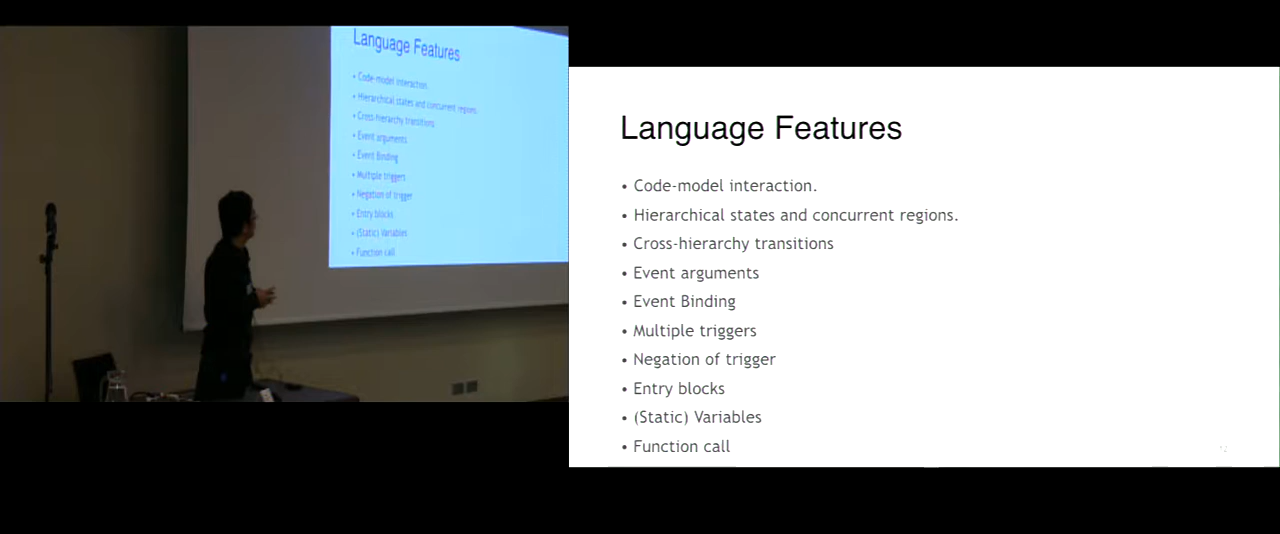 Language Features
• Code-model interaction.
• Hierarchical states and concurrent regions.
• Cross-hierarchy transitions
• Event arguments
• Event Binding
• Multiple triggers
• Negation of trigger
• Entry blocks
• (Static) Variables
• Function call
Language Features
• Code-model interaction.
• Hierarchical states and concurrent regions.
• Cross-hierarchy transitions
• Event arguments
• Event Binding
• Multiple triggers
• Negation of trigger
• Entry blocks
• (Static) Variables
• Function call